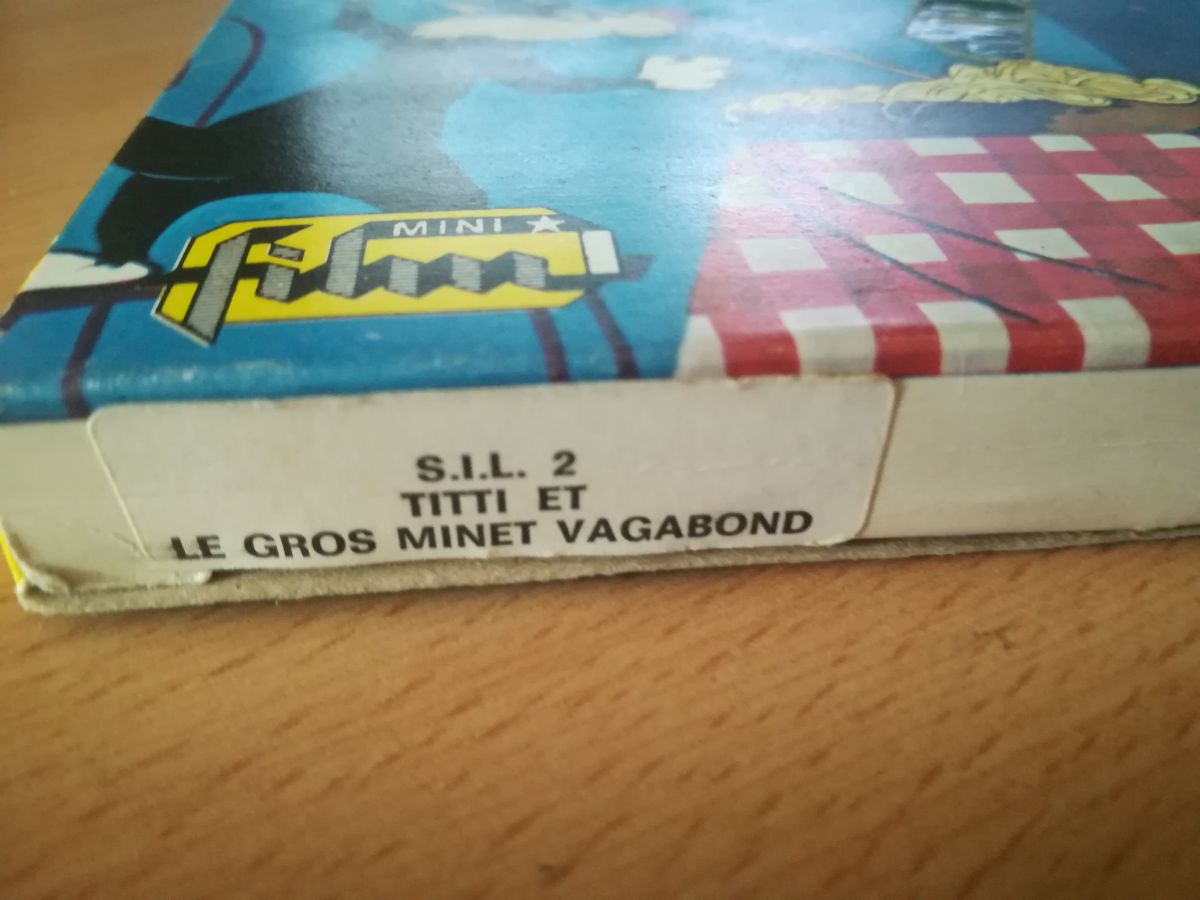 MINI
film
S.I.L. 2
TITTI ET
LE GROS MINET VAGABOND